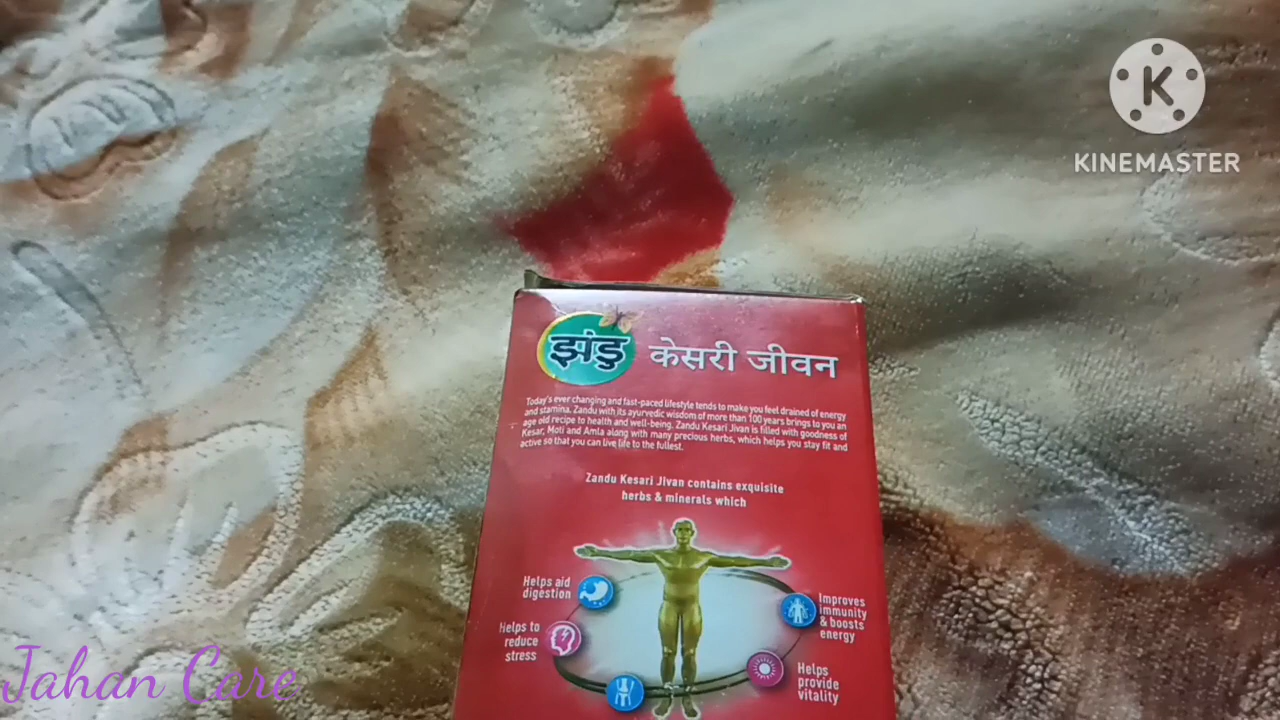 KINEMASTER
झंडु केसरी जीवन
Today's ever changing and fast-paced lifestyle tends to make you feel drained of energy
and stamina. Zandu with its ayurvedic wisdom of more than 100 years brings to you an
age old recipe to health and well-being. Zandu Kesari Jivan is filled with goodness of
Kesar, Moti and Amla along with many precious herbs, which helps you stay fit and
active so that you can live life to the fullest.
Zandu Kesari Jivan contains exquisite
herbs & minerals which
Helps aid
digestion
Improves
immunity
& boosts
energy
Helps to
reduce
stress
Helps
provide
vitality
Jahan Care